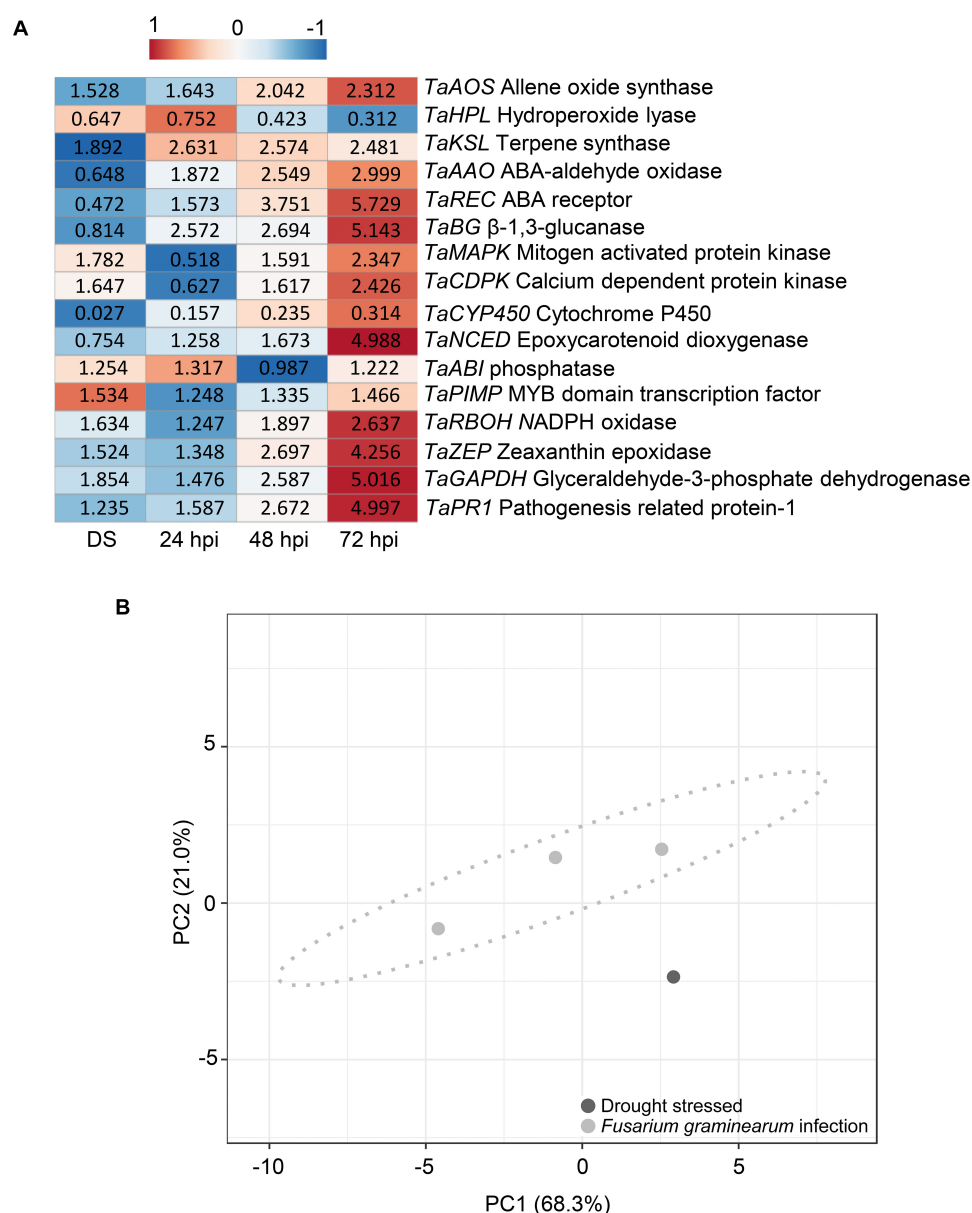 A
1 0 -1
1.528 1.643 2.042 2.312 TaAOS Allene oxide synthase
0.647 0.752 0.423 0.312 TaHPL Hydroperoxide lyase
1.892 2.631 2.574 2.481 TaKSL Terpene synthase
0.648 1.872 2.549 2.999 TaAAO ABA-aldehyde oxidase
0.472 1.573 3.751 5.729 TaREC ABA receptor
0.814 2.572 2.694 5.143 TaBG β-1,3-glucanase
1.782 0.518 1.591 2.347 TaMAPK Mitogen activated protein kinase
1.647 0.627 1.617 2.426 TaCDPK Calcium dependent protein kinase
0.027 0.157 0.235 0.314 TaCYP450 Cytochrome P450
0.754 1.258 1.673 4.988 TaNCED Epoxycarotenoid dioxygenase
1.254 1.317 0.987 1.222 TaABI phosphatase
1.534 1.248 1.335 1.466 TaPIMP MYB domain transcription factor
1.634 1.247 1.897 2.637 TaRBOH NADPH oxidase
1.524 1.348 2.697 4.256 TaZEP Zeaxanthin epoxidase
1.854 1.476 2.587 5.016 TaGAPDH Glyceraldehyde-3-phosphate dehydrogenase
1.235 1.587 2.672 4.997 TaPR1 Pathogenesis related protein-1
DS 24 hpi 48 hpi 72 hpi
B
5
0
-5
PC2 (21.0%)
Drought stressed
Fusarium graminearum infection
-10 -5 0 5
PC1 (68.3%)